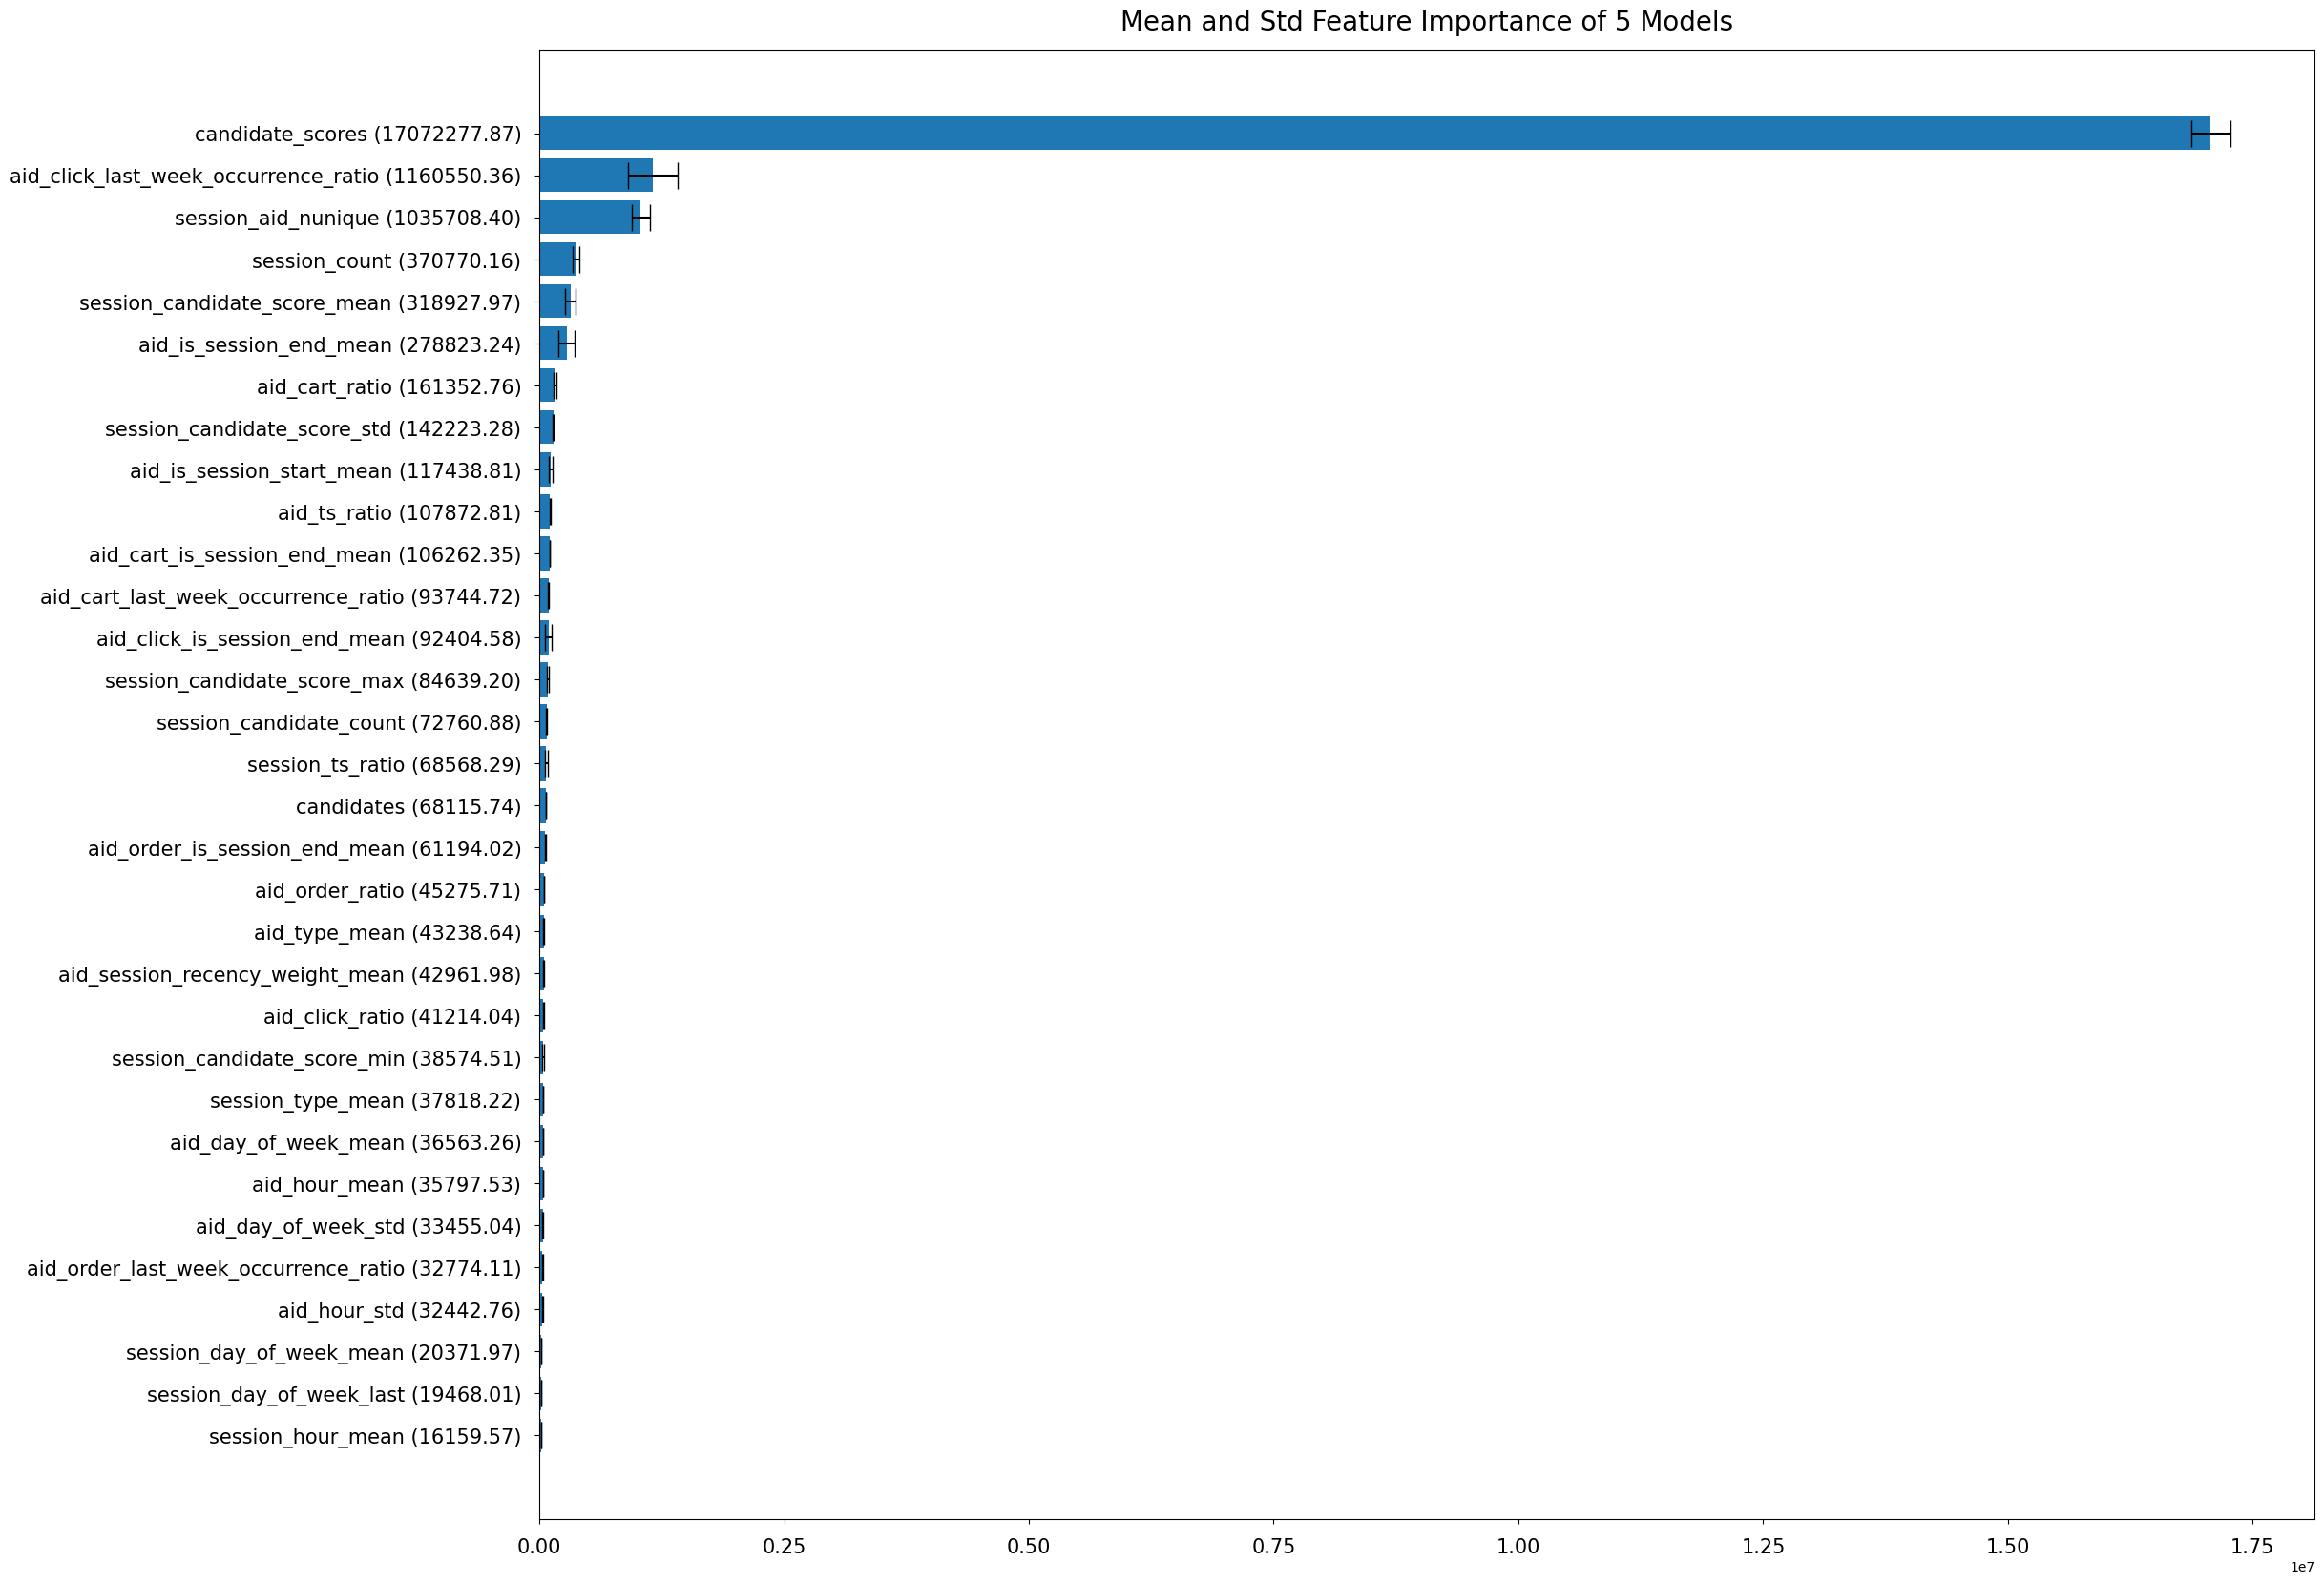 Mean and Std Feature Importance of 5 Models
candidate_scores (17072277.87)
aid_click_last_week_occurrence_ratio (1160550.36)
session_aid_nunique (1035708.40)
session_count (370770.16)
session_candidate_score_mean (318927.97)
aid_is_session_end_mean (278823.24)
aid_cart_ratio (161352.76)
session_candidate_score_std (142223.28)
aid_is_session_start_mean (117438.81)
aid_ts_ratio (107872.81)
aid_cart_is_session_end_mean (106262.35)
aid_cart_last_week_occurrence_ratio (93744.72)
aid_click_is_session_end_mean (92404.58)
session_candidate_score_max (84639.20)
session_candidate_count (72760.88)
session_ts_ratio (68568.29)
candidates (68115.74)
aid_order_is_session_end_mean (61194.02)
aid_order_ratio (45275.71)
aid_type_mean (43238.64)
aid_session_recency_weight_mean (42961.98)
aid_click_ratio (41214.04)
session_candidate_score_min (38574.51)
session_type_mean (37818.22)
aid_day_of_week_mean (36563.26)
aid_hour_mean (35797.53)
aid_day_of_week_std (33455.04)
aid_order_last_week_occurrence_ratio (32774.11)
aid_hour_std (32442.76)
session_day_of_week_mean (20371.97)
session_day_of_week_last (19468.01)
session_hour_mean (16159.57)
0.00 0.25 0.50 0.75 1.00 1.25 1.50 1.75
1e7